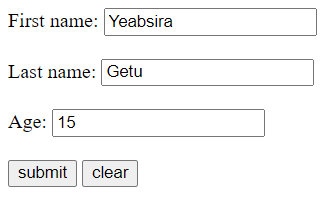 First name: Yeabsira
Last name: Getu
Age: 15
submit clear